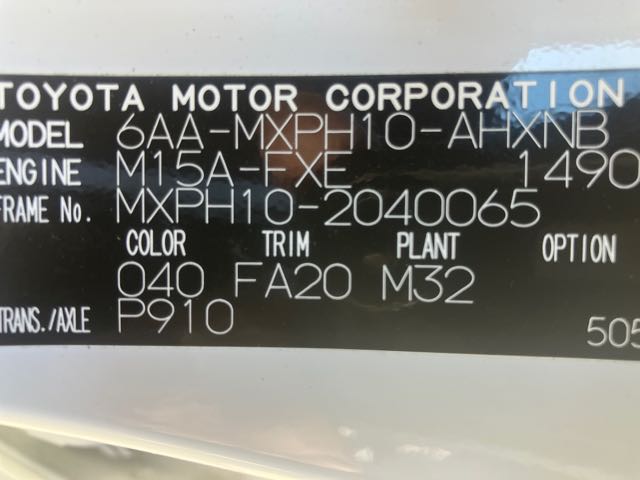 TOYOTA MOTOR CORPORATION
MODEL 6AA-MXPH10-AHXNB
ENGINE M15A-FXE 1490
FRAME No. MXPH10-2040065
COLOR TRIM PLANT OPTION
040 FA20 M32
TRANS./AXLE P910
505